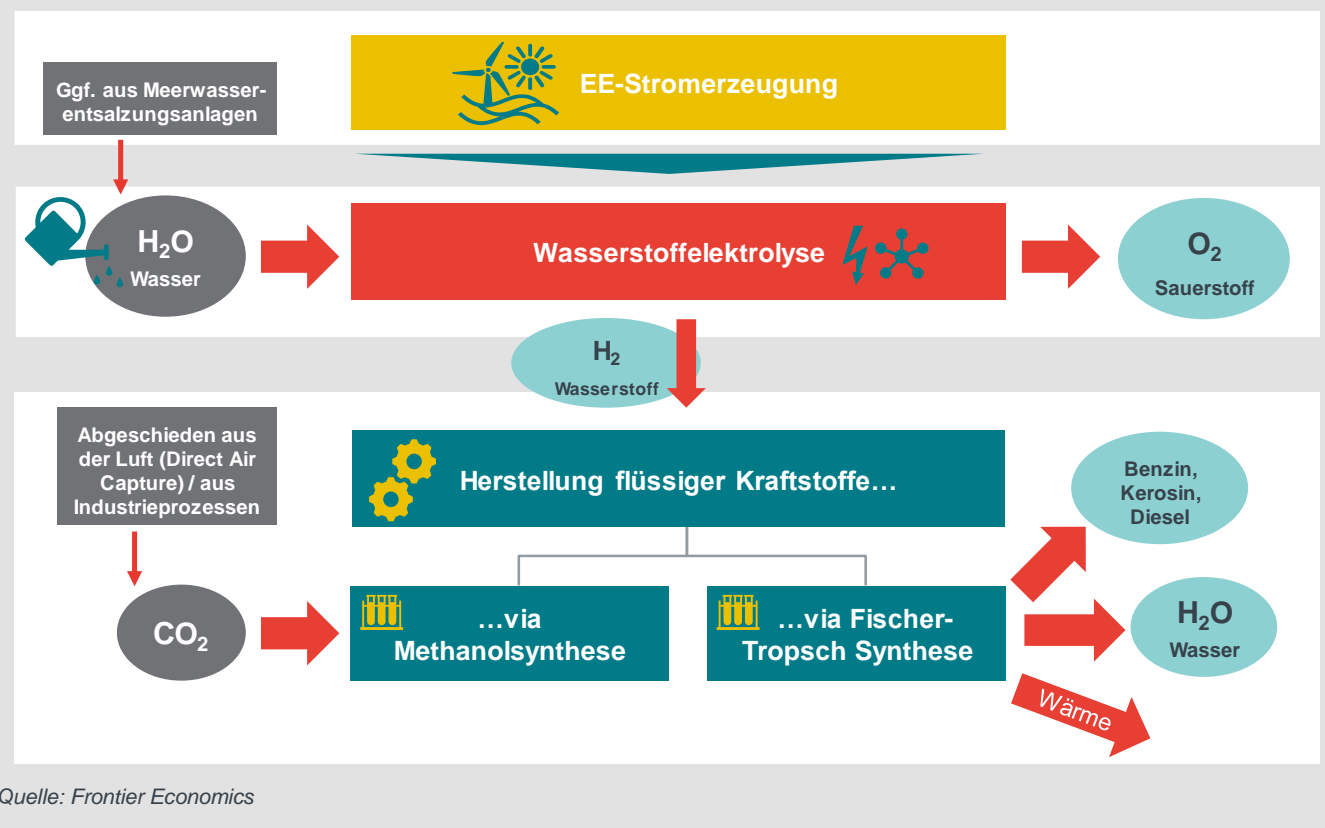 EE-Stromerzeugung
Ggf. aus Meerwasser-
entsalzungsanlagen
H₂O
Wasser
Wasserstoffelektrolyse
O₂
Sauerstoff
H₂
Wasserstoff
Abgeschieden aus
der Luft (Direct Air
Capture) / aus
Industrieprozessen
Herstellung flüssiger Kraftstoffe…
Benzin,
Kerosin,
Diesel
CO₂
…via
Methanolsynthese
…via Fischer-
Tropsch Synthese
H₂O
Wasser
Wärme
Quelle: Frontier Economics